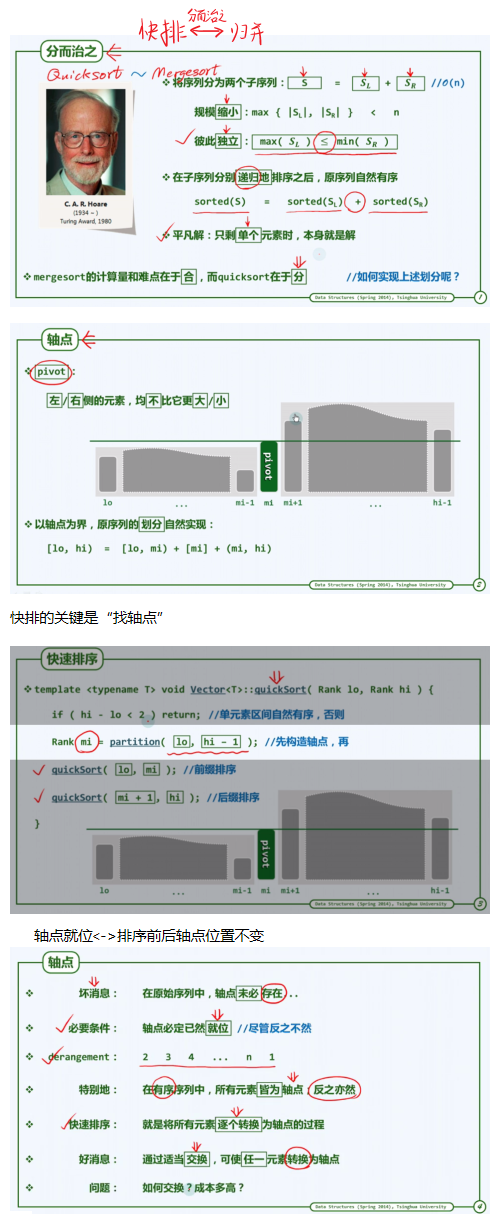 快排 分而治之 归并
分而治之
Quicksort ~ Mergesort
❖将序列分为两个子序列: S = S_L + S_R //O(n)
规模缩小:max { |S_L|, |S_R| } < n
彼此独立: max( S_L ) ≤ min( S_R )
❖在子序列分别递归地排序之后,原序列自然有序
sorted(S) = sorted(S_L) + sorted(S_R)
❖平凡解:只剩单个元素时,本身就是解
C. A. R. Hoare
(1934 ~ )
Turing Award, 1980
❖mergesort的计算量和难点在于合,而quicksort在于分 //如何实现上述划分呢?
Data Structures (Spring 2014), Tsinghua University 1
轴点
❖pivot:
左/右侧的元素,均不比它更大/小
pivot
lo ... mi-1 mi mi+1 ... hi-1
❖以轴点为界,原序列的划分自然实现:
[lo, hi) = [lo, mi) + [mi] + (mi, hi)
Data Structures (Spring 2014), Tsinghua University 2
快排的关键是“找轴点”
快速排序
❖template <typename T> void Vector<T>::quickSort( Rank lo, Rank hi ) {
if ( hi - lo < 2 ) return; //单元素区间自然有序,否则
Rank mi = partition( lo, hi - 1 ); //先构造轴点,再
quickSort( lo, mi ); //前缀排序
quickSort( mi + 1, hi ); //后缀排序
}
pivot
lo ... mi-1 mi mi+1 ... hi-1
Data Structures (Spring 2014), Tsinghua University 3
轴点就位<->排序前后轴点位置不变
轴点
❖ 坏消息: 在原始序列中,轴点未必存在..
❖ 必要条件: 轴点必定已然就位 //尽管反之不然
❖ derangement: 2 3 4 ... n 1
❖ 特别地: 在有序序列中,所有元素皆为轴点;反之亦然
❖ 快速排序: 就是将所有元素逐个转换为轴点的过程
❖ 好消息: 通过适当交换,可使任一元素转换为轴点
❖ 问题: 如何交换?成本多高?
Data Structures (Spring 2014), Tsinghua University 4